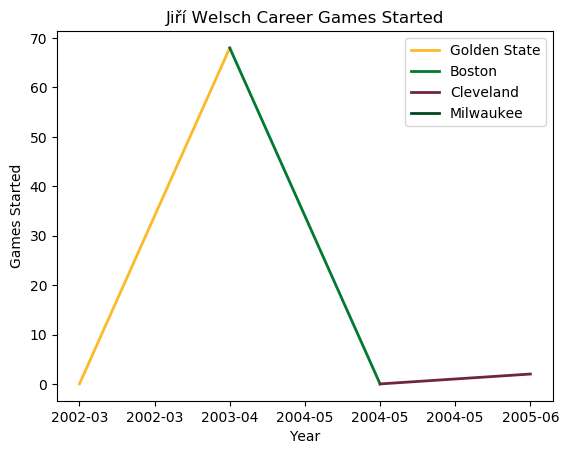 Jiří Welsch Career Games Started
70
60
50
40
30
20
10
0
Games Started
Golden State
Boston
Cleveland
Milwaukee
2002-03 2002-03 2003-04 2004-05 2004-05 2004-05 2005-06
Year